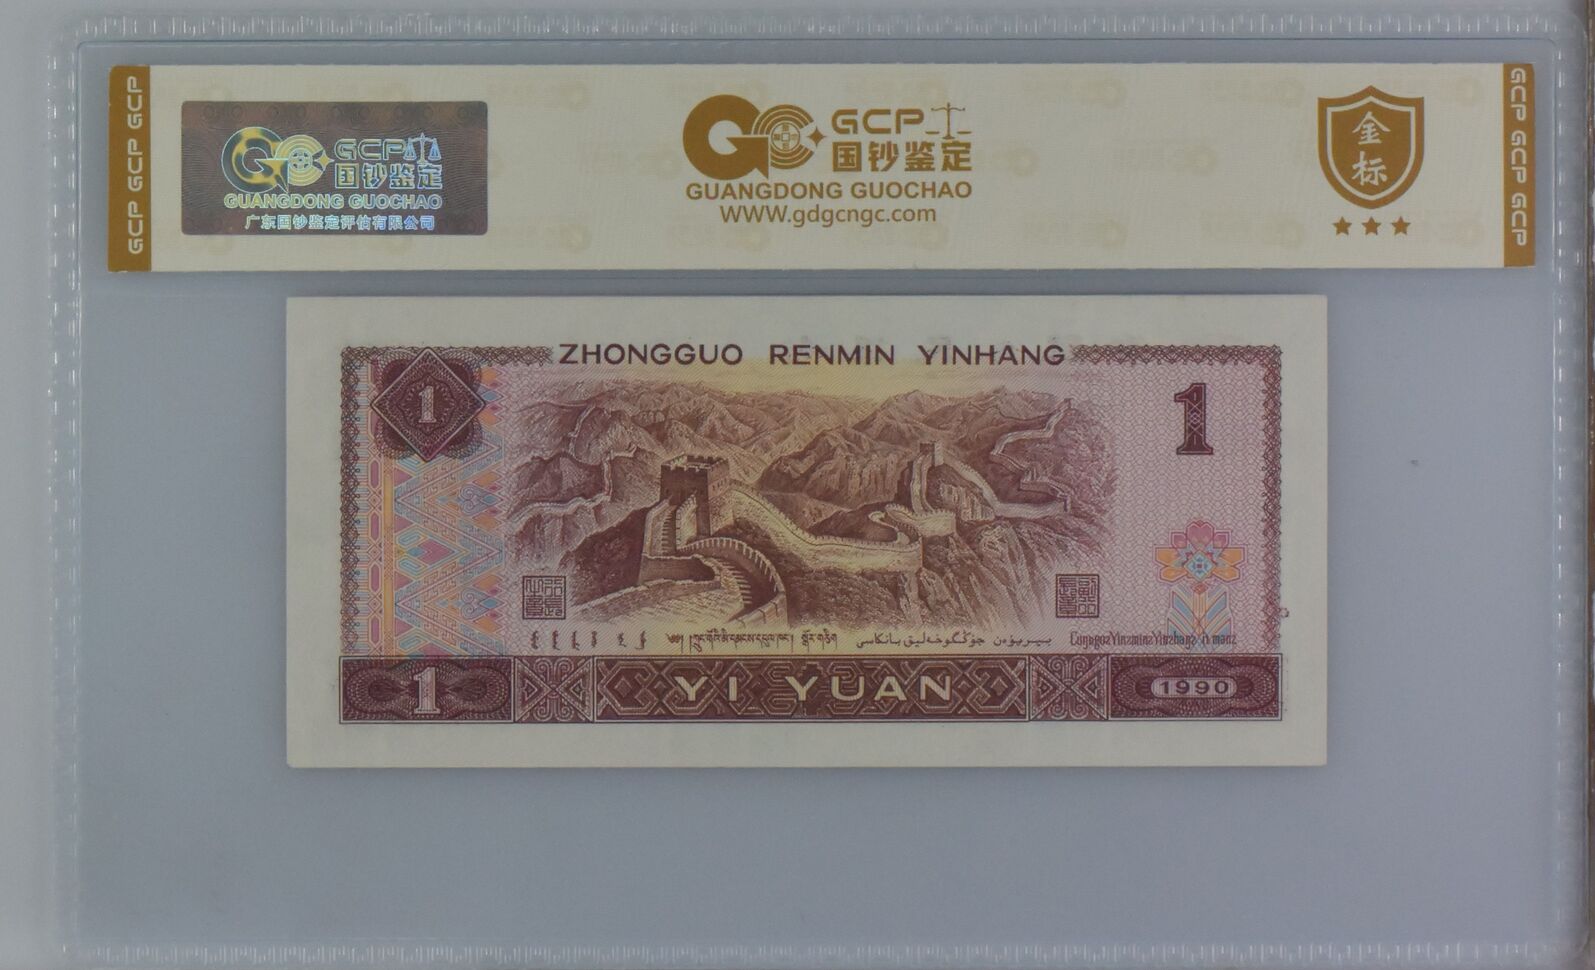 GCP GCP GCP
GCP
国钞鉴定
GUANGDONG GUOCHAO
广东国钞鉴定评估有限公司
GCP
国钞鉴定
GUANGDONG GUOCHAO
WWW.gdgcngc.com
金
标
GCP GCP GCP
ZHONGGUO RENMIN YINHANG
1
1
1
YI YUAN
1990